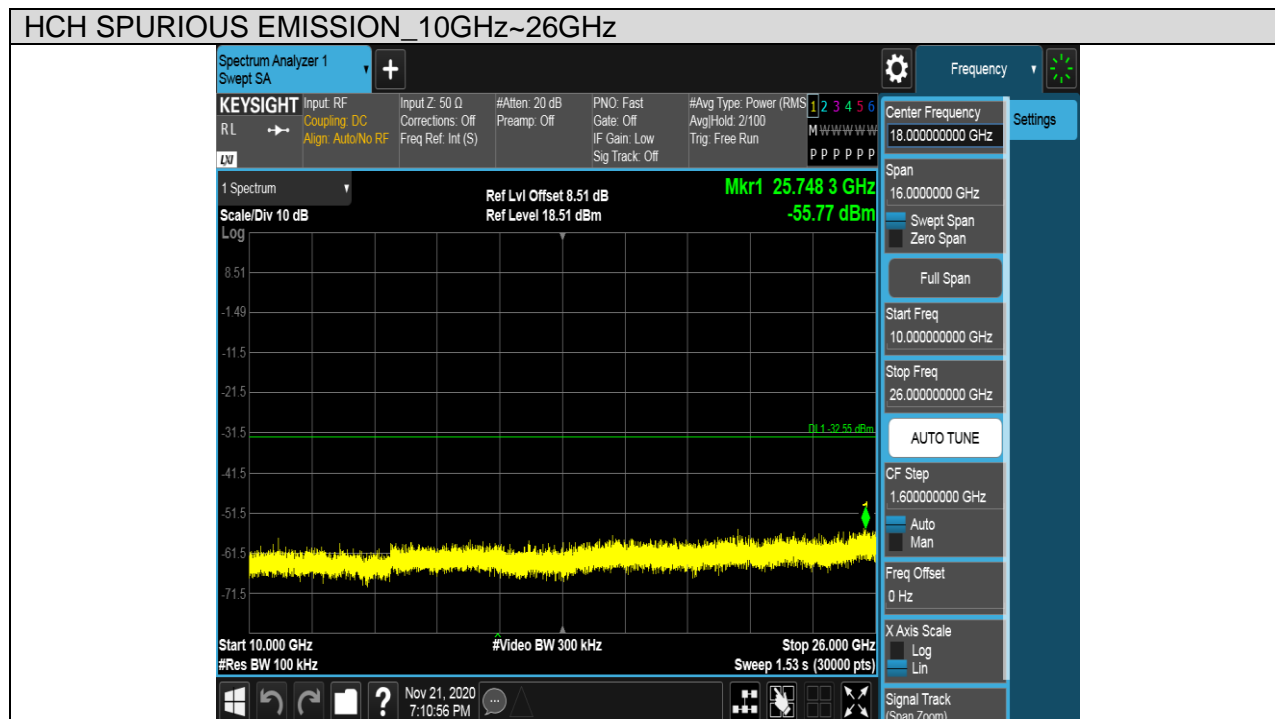 HCH SPURIOUS EMISSION_10GHz~26GHz
Spectrum Analyzer 1
Swept SA
Frequency
KEYSIGHT
RL
LXI
Input: RF
Coupling: DC
Align: Auto/No RF
Input Z: 50 Ω
Corrections: Off
Freq Ref: Int (S)
#Atten: 20 dB
Preamp: Off
PNO: Fast
Gate: Off
IF Gain: Low
Sig Track: Off
#Avg Type: Power (RMS
Avg|Hold: 2/100
Trig: Free Run
1 2 3 4 5 6
M W W W W W
P P P P P P
1 Spectrum
Scale/Div 10 dB
Ref Lvl Offset 8.51 dB
Ref Level 18.51 dBm
Mkr1 25.748 3 GHz
-55.77 dBm
Log
8.51
-1.49
-11.5
-21.5
-31.5
DL1 -32.55 dBm
-41.5
-51.5
1
-61.5
-71.5
Start 10.000 GHz
#Res BW 100 kHz
#Video BW 300 kHz
Stop 26.000 GHz
Sweep 1.53 s (30000 pts)
Nov 21, 2020
7:10:56 PM
Center Frequency
18.000000000 GHz
Settings
Span
16.0000000 GHz
Swept Span
Zero Span
Full Span
Start Freq
10.000000000 GHz
Stop Freq
26.000000000 GHz
AUTO TUNE
CF Step
1.600000000 GHz
Auto
Man
Freq Offset
0 Hz
X Axis Scale
Log
Lin
Signal Track
(Span Zoom)